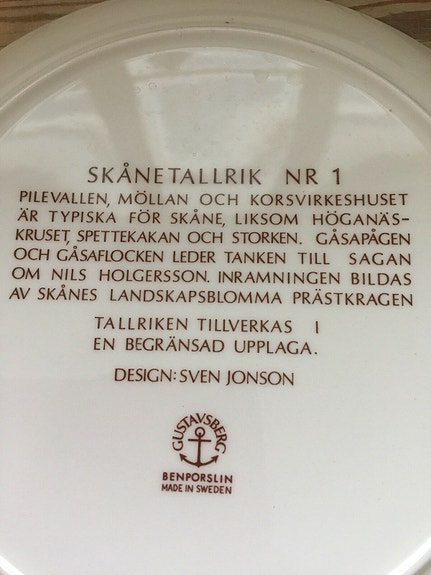 SKÅNETALLRIK NR 1
PILEVALLEN, MÖLLAN OCH KORSVIRKESHUSET
ÄR TYPISKA FÖR SKÅNE, LIKSOM HÖGANÄS-
KRUSET, SPETTEKAKAN OCH STORKEN. GÅSAPÅGEN
OCH GÅSAFLOCKEN LEDER TANKEN TILL SAGAN
OM NILS HOLGERSSON. INRAMNINGEN BILDAS
AV SKÅNES LANDSKAPSBLOMMA PRÄSTKRAGEN
TALLRIKEN TILLVERKAS I
EN BEGRÄNSAD UPPLAGA.
DESIGN: SVEN JONSON
GUSTAVSBERG
BENPORSLIN
MADE IN SWEDEN